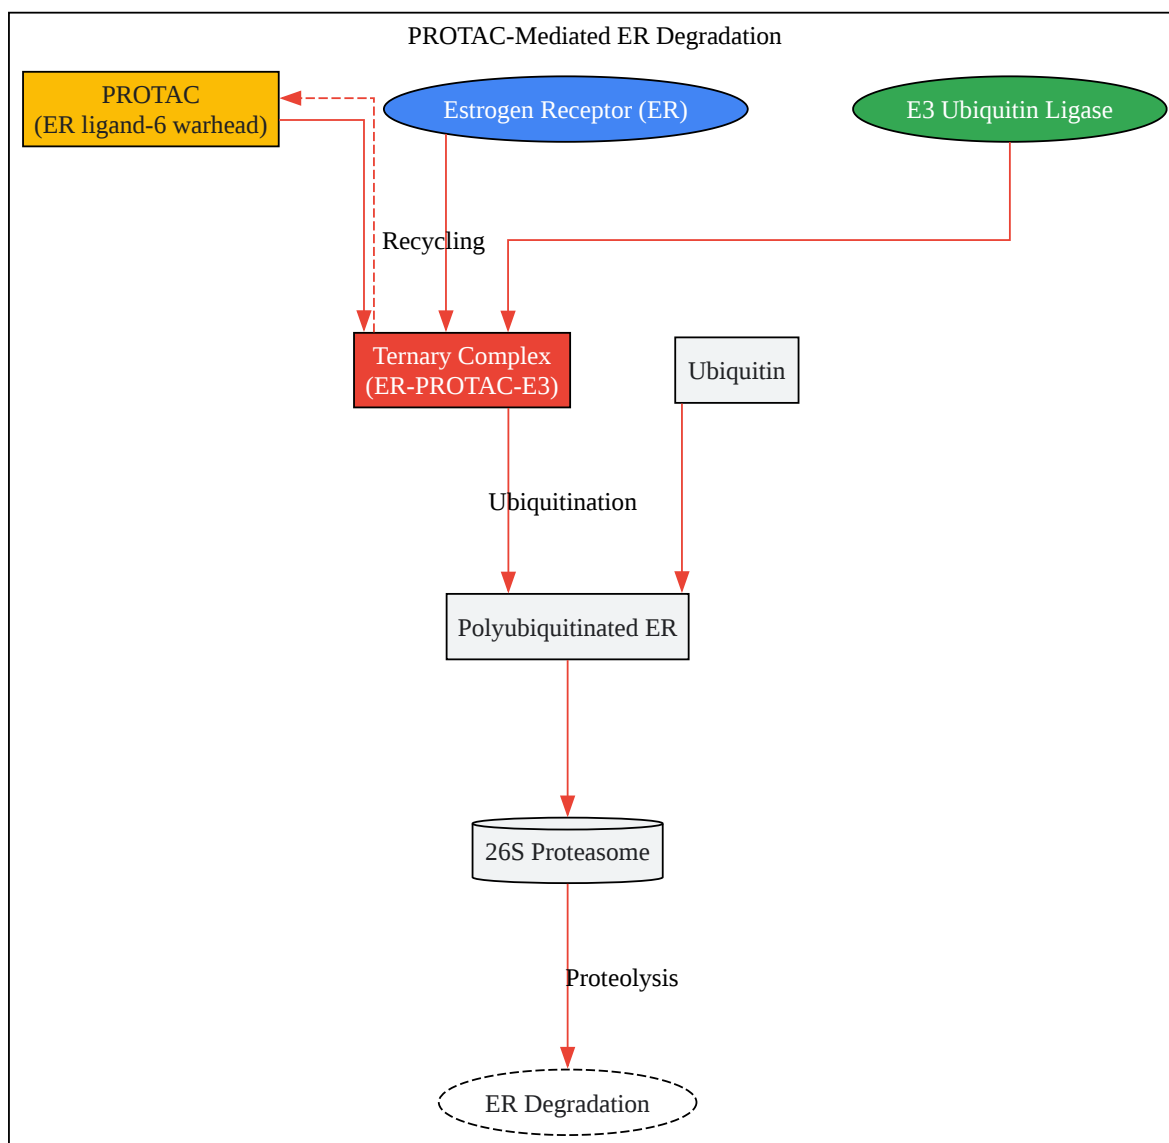 PROTAC-Mediated ER Degradation
PROTAC
(ER ligand-6 warhead)
Estrogen Receptor (ER)
E3 Ubiquitin Ligase
Recycling
Ternary Complex
(ER-PROTAC-E3)
Ubiquitin
Ubiquitination
Polyubiquitinated ER
26S Proteasome
Proteolysis
ER Degradation